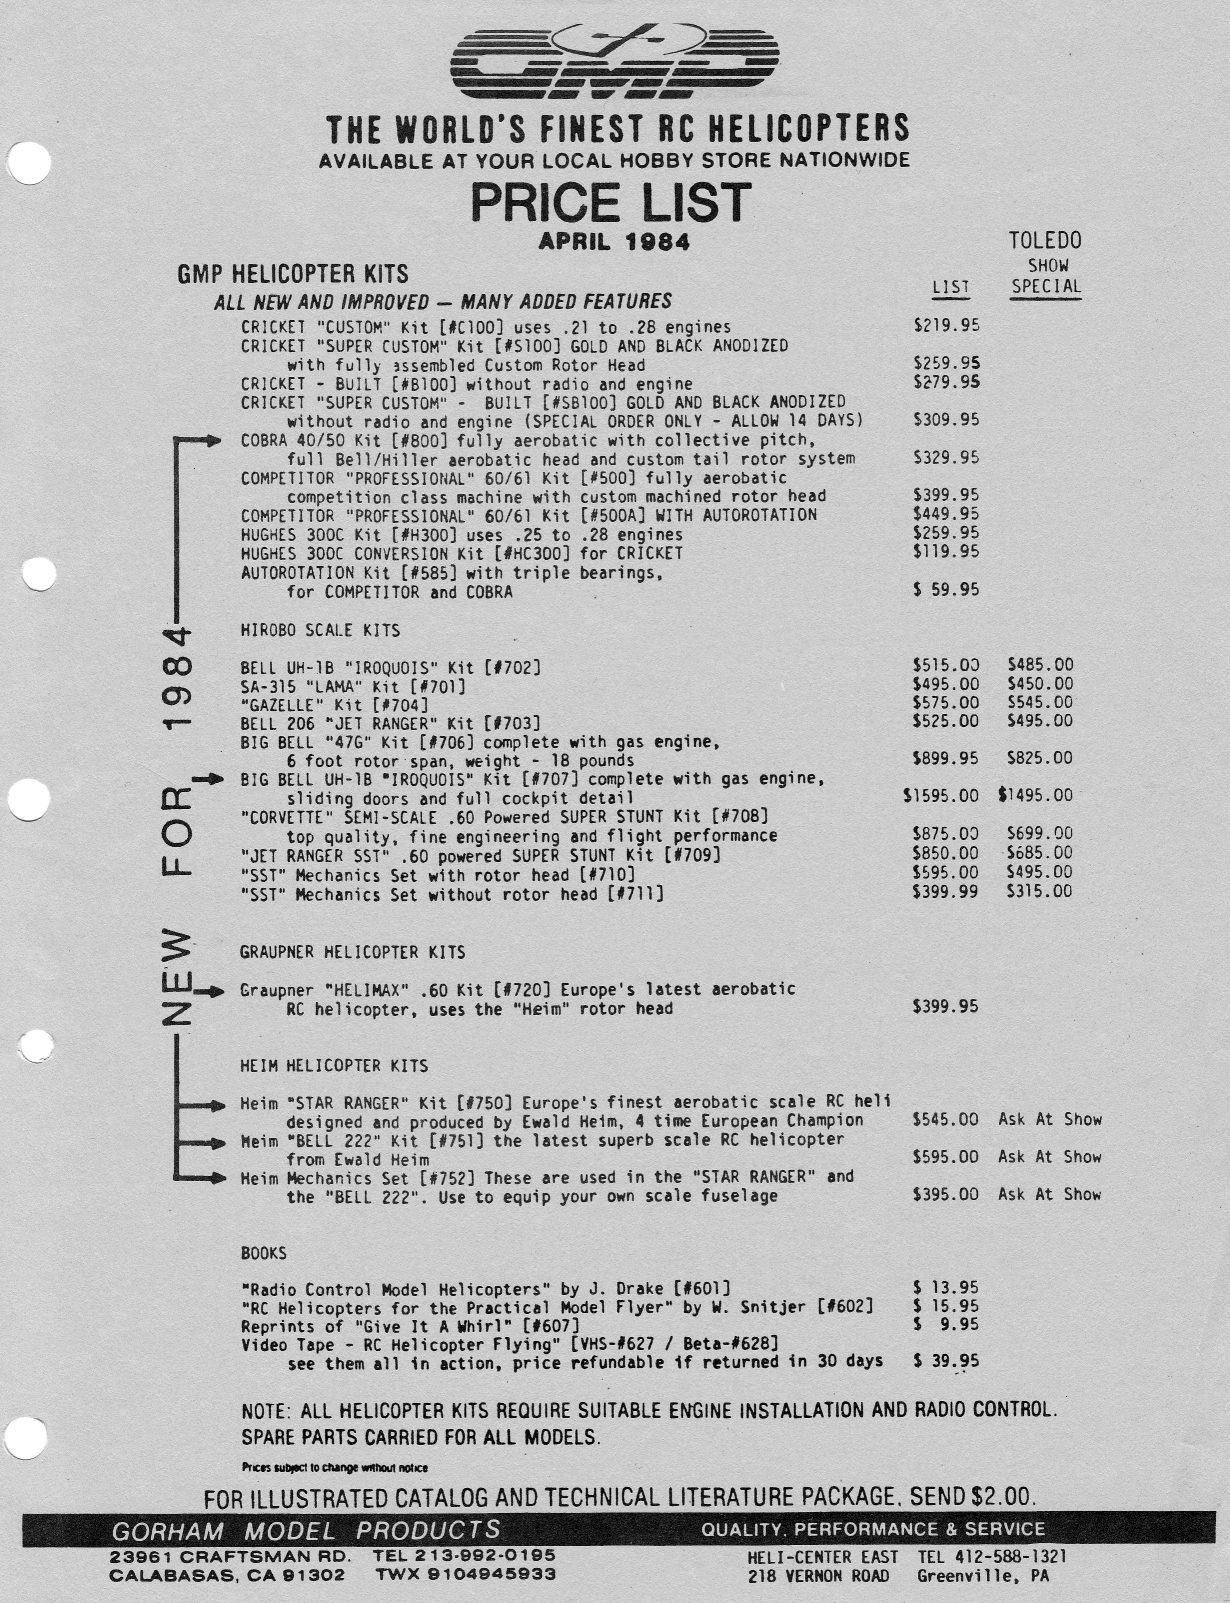 GMP
THE WORLD'S FINEST RC HELICOPTERS
AVAILABLE AT YOUR LOCAL HOBBY STORE NATIONWIDE
PRICE LIST
APRIL 1984
TOLEDO
SHOW
LIST SPECIAL
GMP HELICOPTER KITS
ALL NEW AND IMPROVED — MANY ADDED FEATURES
CRICKET "CUSTOM" Kit [#C100] uses .21 to .28 engines $219.95
CRICKET "SUPER CUSTOM" Kit [#S100] GOLD AND BLACK ANODIZED
with fully assembled Custom Rotor Head $259.95
CRICKET - BUILT [#B100] without radio and engine $279.95
CRICKET "SUPER CUSTOM" - BUILT [#SB100] GOLD AND BLACK ANODIZED
without radio and engine (SPECIAL ORDER ONLY - ALLOW 14 DAYS) $309.95
COBRA 40/50 Kit [#800] fully aerobatic with collective pitch,
full Bell/Hiller aerobatic head and custom tail rotor system $329.95
COMPETITOR "PROFESSIONAL" 60/61 Kit [#500] fully aerobatic
competition class machine with custom machined rotor head $399.95
COMPETITOR "PROFESSIONAL" 60/61 Kit [#500A] WITH AUTOROTATION $449.95
HUGHES 300C Kit [#H300] uses .25 to .28 engines $259.95
HUGHES 300C CONVERSION Kit [#HC300] for CRICKET $119.95
AUTOROTATION Kit [#585] with triple bearings,
for COMPETITOR and COBRA $ 59.95
NEW FOR 1984
HIROBO SCALE KITS
BELL UH-1B "IROQUOIS" Kit [#702] $515.00 $485.00
SA-315 "LAMA" Kit [#701] $495.00 $450.00
"GAZELLE" Kit [#704] $575.00 $545.00
BELL 206 "JET RANGER" Kit [#703] $525.00 $495.00
BIG BELL "47G" Kit [#706] complete with gas engine,
6 foot rotor span, weight - 18 pounds $899.95 $825.00
BIG BELL UH-1B "IROQUOIS" Kit [#707] complete with gas engine,
sliding doors and full cockpit detail $1595.00 $1495.00
"CORVETTE" SEMI-SCALE .60 Powered SUPER STUNT Kit [#708]
top quality, fine engineering and flight performance $875.00 $699.00
"JET RANGER SST" .60 powered SUPER STUNT Kit [#709] $850.00 $685.00
"SST" Mechanics Set with rotor head [#710] $595.00 $495.00
"SST" Mechanics Set without rotor head [#711] $399.99 $315.00
GRAUPNER HELICOPTER KITS
Graupner "HELIMAX" .60 Kit [#720] Europe's latest aerobatic
RC helicopter, uses the "Heim" rotor head $399.95
HEIM HELICOPTER KITS
Heim "STAR RANGER" Kit [#750] Europe's finest aerobatic scale RC heli
designed and produced by Ewald Heim, 4 time European Champion $545.00 Ask At Show
Heim "BELL 222" Kit [#751] the latest superb scale RC helicopter
from Ewald Heim $595.00 Ask At Show
Heim Mechanics Set [#752] These are used in the "STAR RANGER" and
the "BELL 222". Use to equip your own scale fuselage $395.00 Ask At Show
BOOKS
"Radio Control Model Helicopters" by J. Drake [#601] $ 13.95
"RC Helicopters for the Practical Model Flyer" by W. Snitjer [#602] $ 15.95
Reprints of "Give It A Whirl" [#607] $ 9.95
Video Tape - RC Helicopter Flying" [VHS-#627 / Beta-#628]
see them all in action, price refundable if returned in 30 days $ 39.95
NOTE: ALL HELICOPTER KITS REQUIRE SUITABLE ENGINE INSTALLATION AND RADIO CONTROL.
SPARE PARTS CARRIED FOR ALL MODELS.
Prices subject to change without notice
FOR ILLUSTRATED CATALOG AND TECHNICAL LITERATURE PACKAGE, SEND $2.00.
GORHAM MODEL PRODUCTS QUALITY, PERFORMANCE & SERVICE
23961 CRAFTSMAN RD. TEL 213-992-0195 HELI-CENTER EAST TEL 412-588-1321
CALABASAS, CA 91302 TWX 9104945933 218 VERNON ROAD Greenville, PA